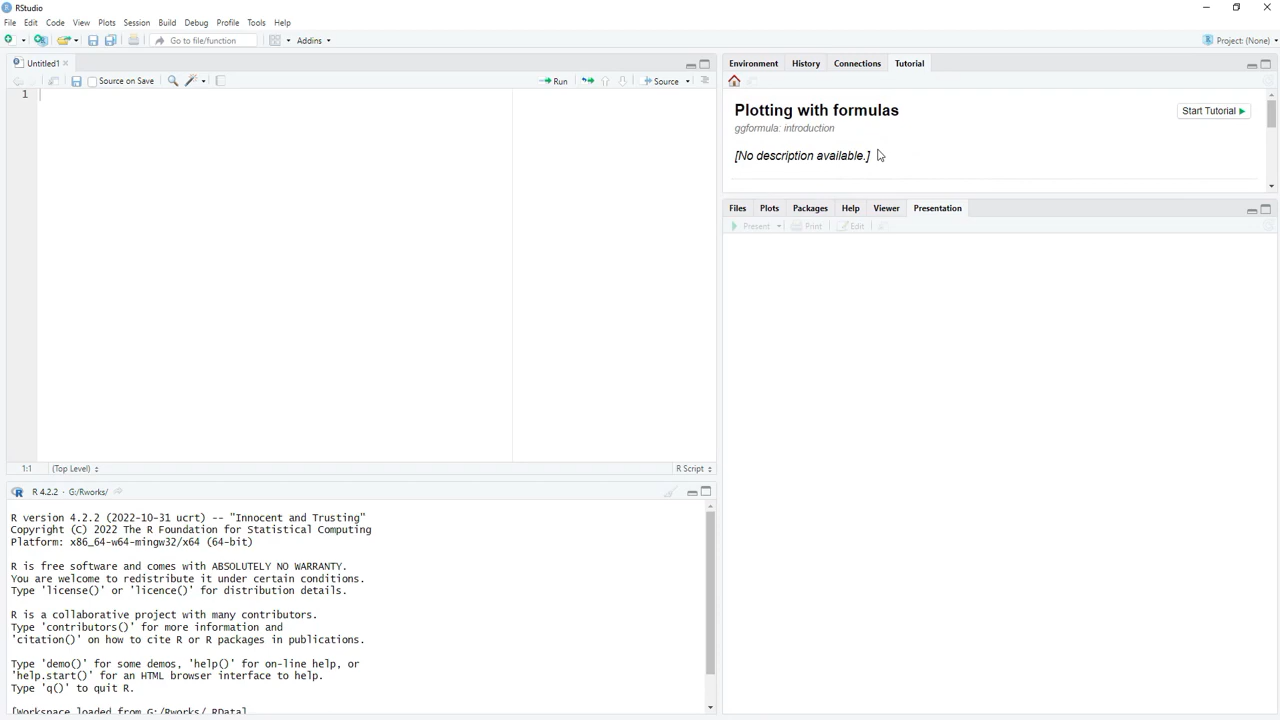 RStudio
File Edit Code View Plots Session Build Debug Profile Tools Help
Go to file/function Addins Project: (None)
Untitled1
Source on Save Run Source
1
1:1 (Top Level) R Script
R 4.2.2 · G:/Rworks/
R version 4.2.2 (2022-10-31 ucrt) -- "Innocent and Trusting"
Copyright (C) 2022 The R Foundation for Statistical Computing
Platform: x86_64-w64-mingw32/x64 (64-bit)
R is free software and comes with ABSOLUTELY NO WARRANTY.
You are welcome to redistribute it under certain conditions.
Type 'license()' or 'licence()' for distribution details.
R is a collaborative project with many contributors.
Type 'contributors()' for more information and
'citation()' on how to cite R or R packages in publications.
Type 'demo()' for some demos, 'help()' for on-line help, or
'help.start()' for an HTML browser interface to help.
Type 'q()' to quit R.
[Workspace loaded from G:/Rworks/.RData]
Environment History Connections Tutorial
Plotting with formulas
Start Tutorial
ggformula: introduction
[No description available.]
Files Plots Packages Help Viewer Presentation
Present Print Edit